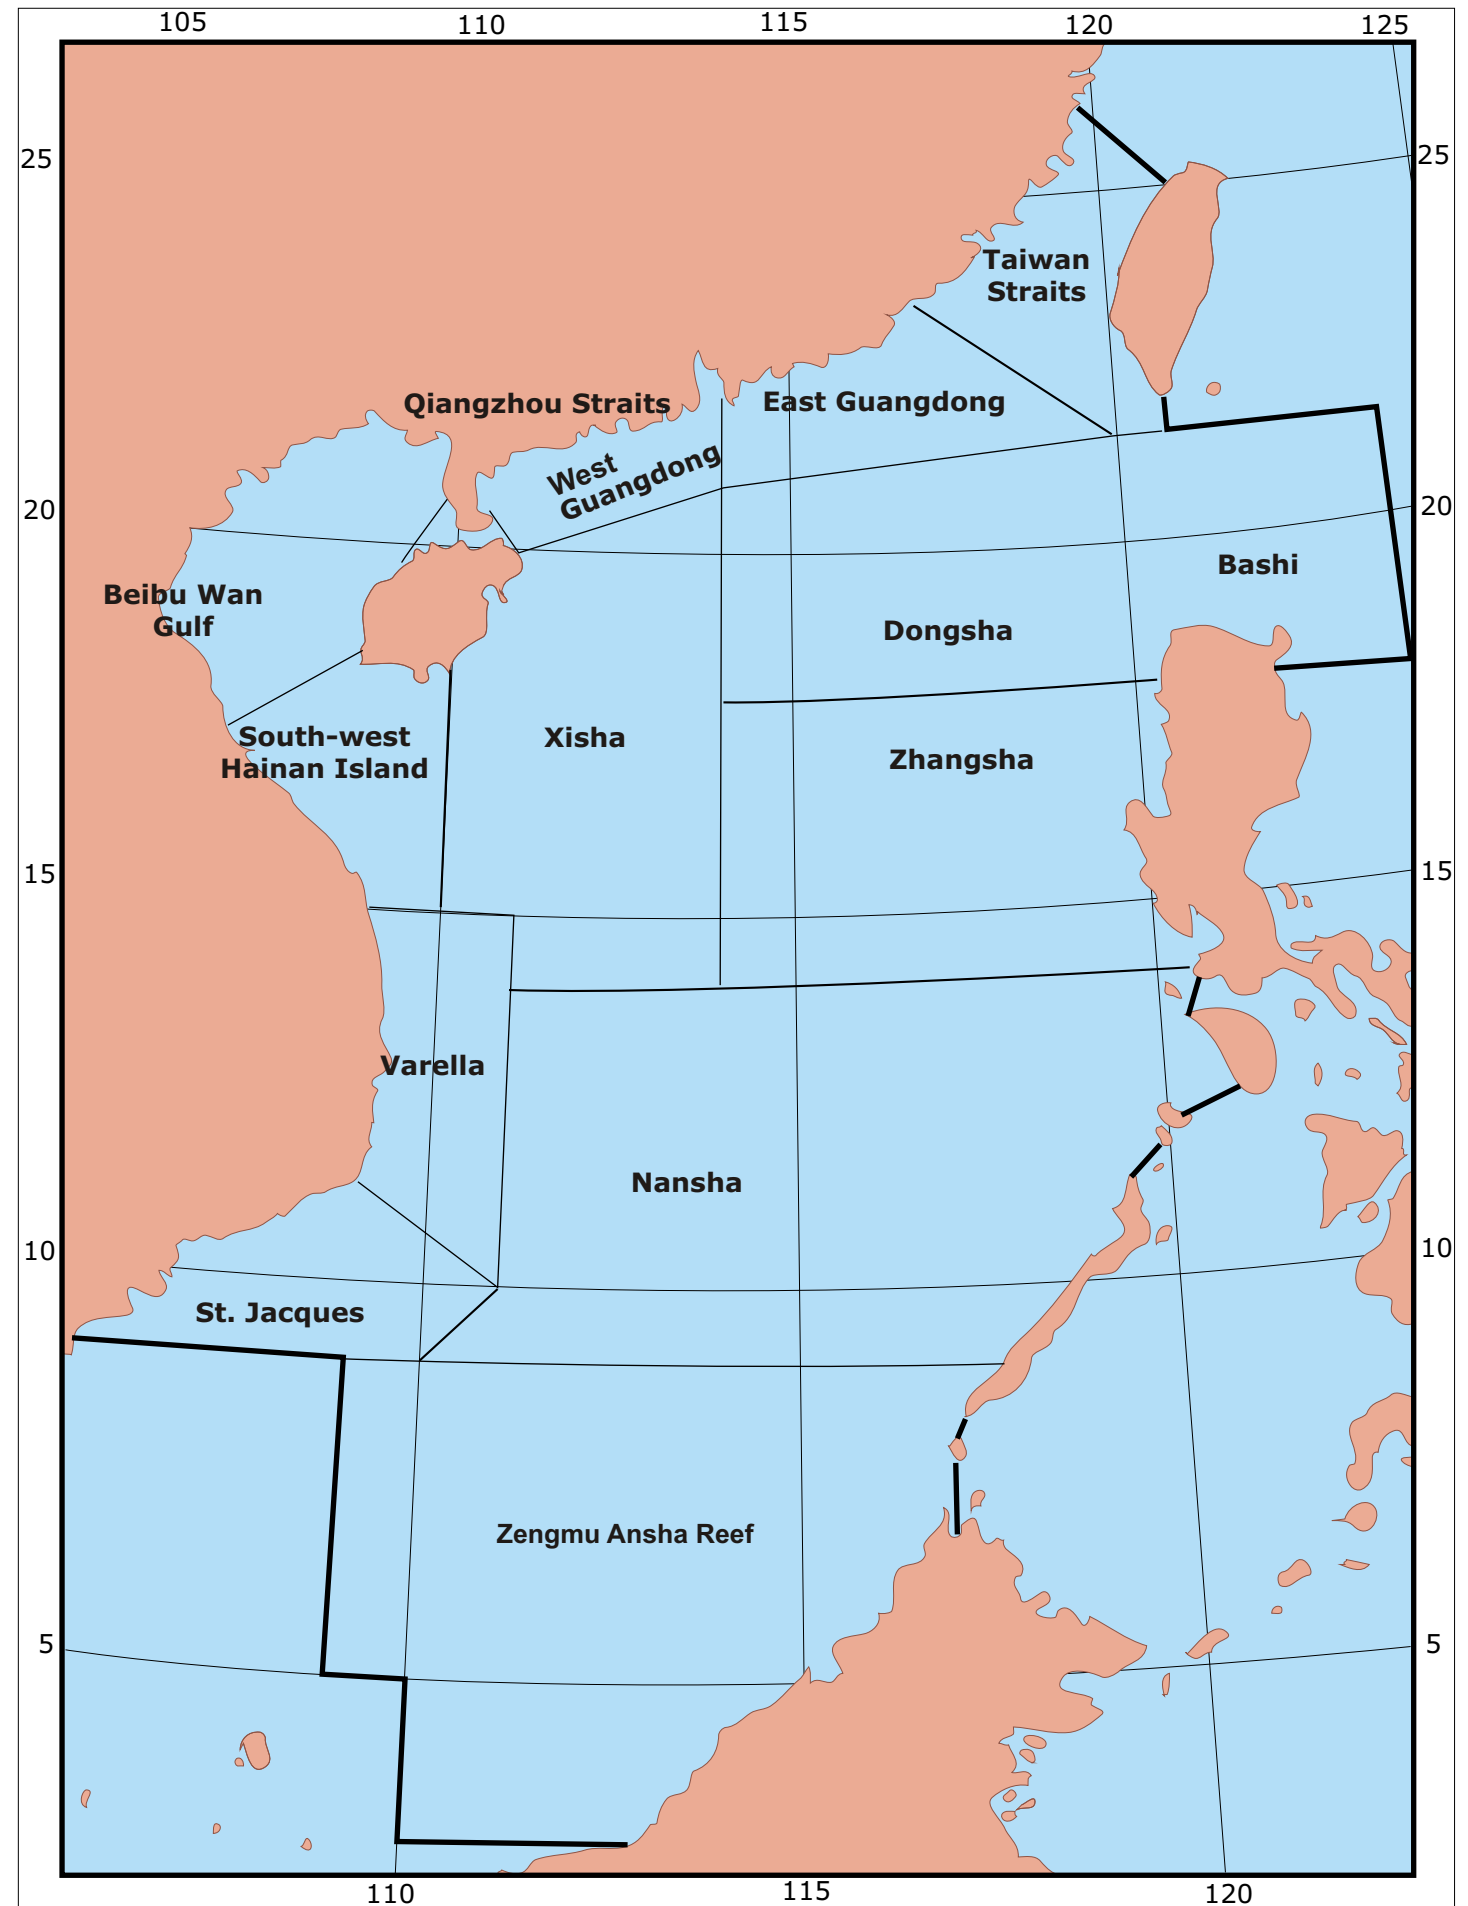 105
110
115
120
125
25
25
Taiwan
Straits
Qiangzhou Straits
East Guangdong
West
Guangdong
20
20
Bashi
Beibu Wan
Gulf
Dongsha
South-west
Hainan Island
Xisha
Zhangsha
15
15
Varella
Nansha
10
10
St. Jacques
Zengmu Ansha Reef
5
5
110
115
120